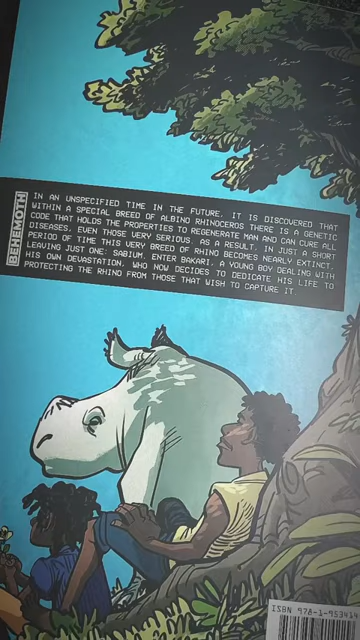 BEHEMOTH
IN AN UNSPECIFIED TIME IN THE FUTURE, IT IS DISCOVERED THAT
WITHIN A SPECIAL BREED OF ALBINO RHINOCEROS THERE IS A GENETIC
CODE THAT HOLDS THE PROPERTIES TO REGENERATE MAN AND CAN CURE ALL
DISEASES, EVEN THOSE VERY SERIOUS. AS A RESULT, IN JUST A SHORT
PERIOD OF TIME THIS VERY BREED OF RHINO BECOMES NEARLY EXTINCT,
LEAVING JUST ONE: SABIUM. ENTER BAKARI, A YOUNG BOY DEALING WITH
HIS OWN DEVASTATION, WHO NOW DECIDES TO DEDICATE HIS LIFE TO
PROTECTING THE RHINO FROM THOSE THAT WISH TO CAPTURE IT.
ISBN 978-1-953414